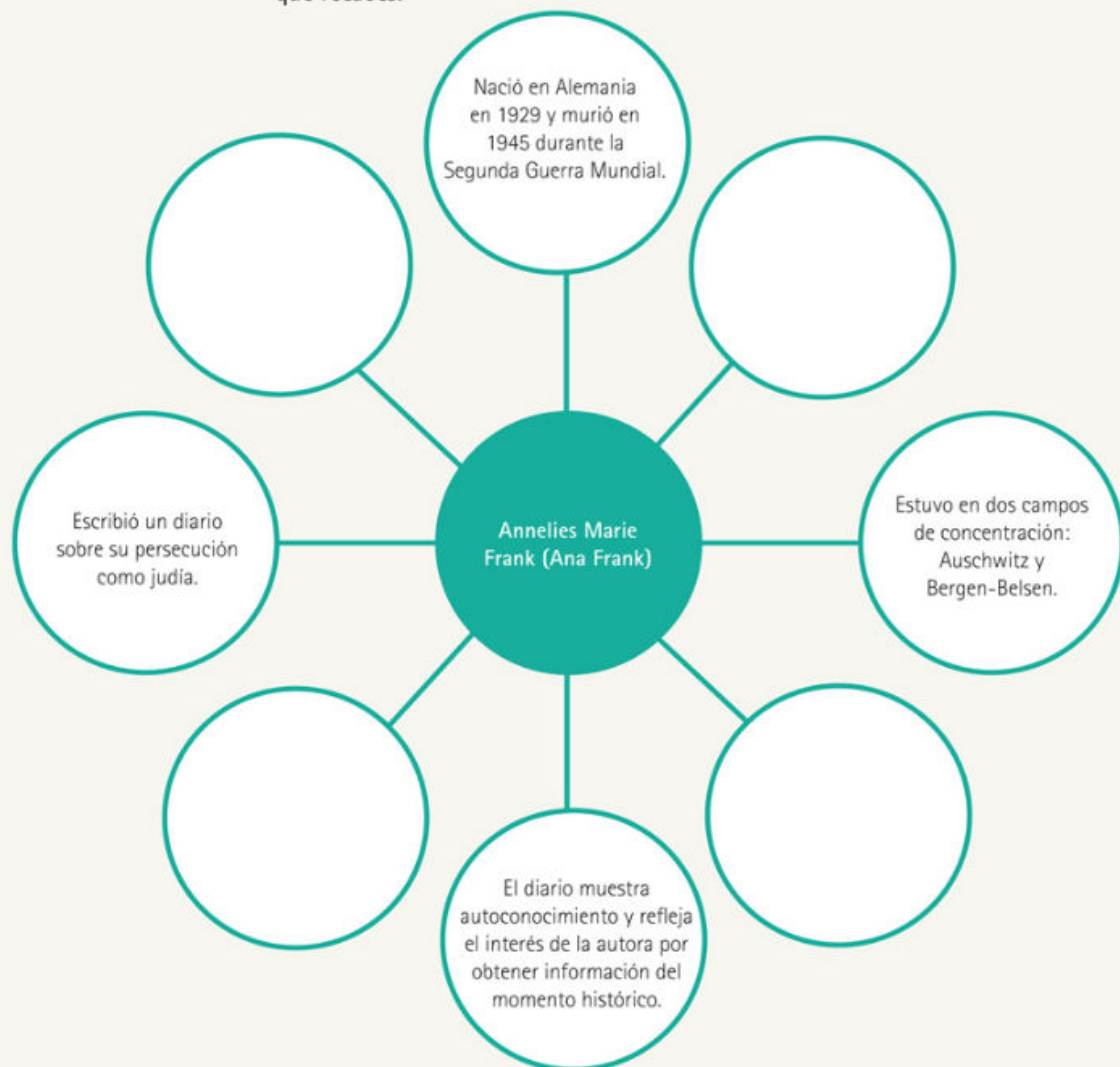 Nació en Alemania
en 1929 y murió en
1945 durante la
Segunda Guerra Mundial.
Escribió un diario
sobre su persecución
como judía.
Annelies Marie
Frank (Ana Frank)
Estuvo en dos campos
de concentración:
Auschwitz y
Bergen-Belsen.
El diario muestra
autoconocimiento y refleja
el interés de la autora por
obtener información del
momento histórico.